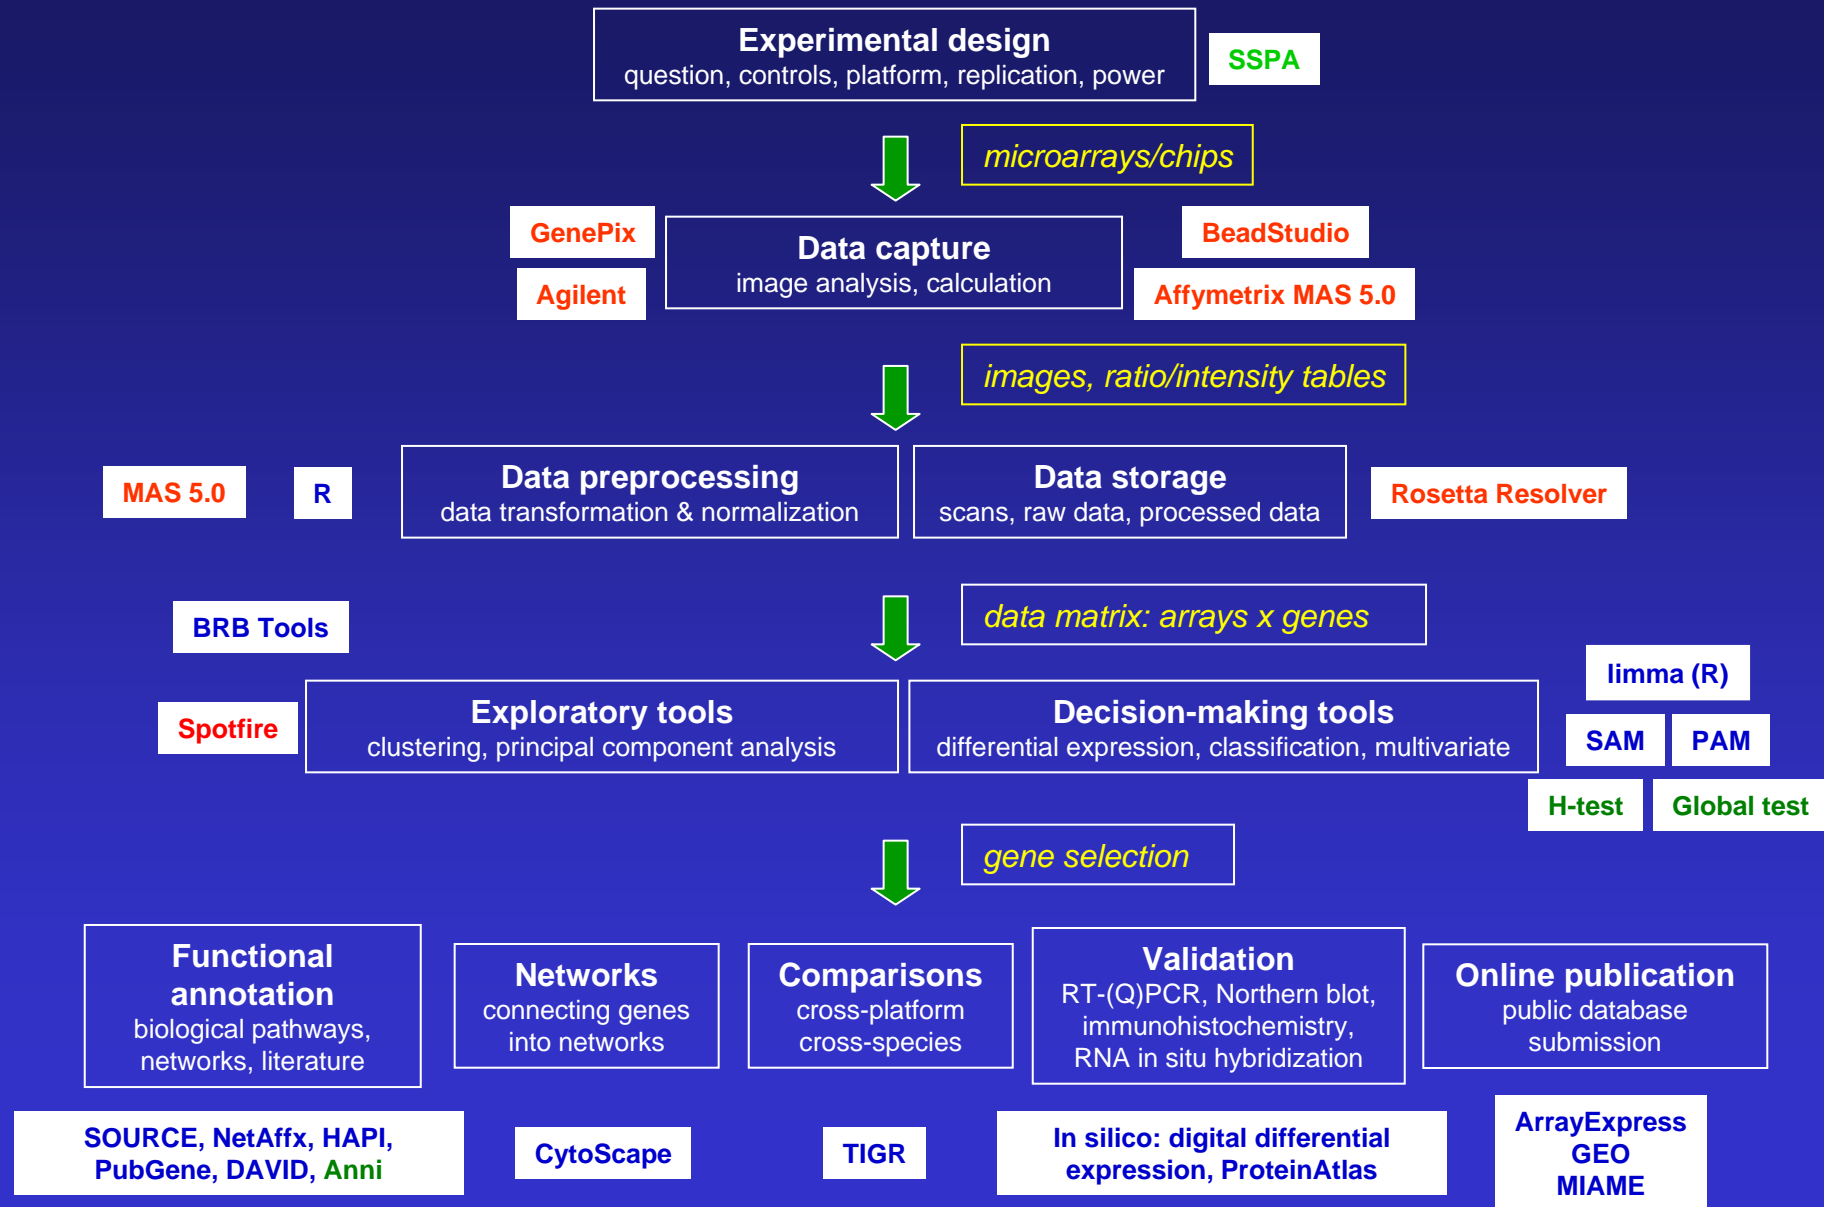 Experimental design
question, controls, platform, replication, power
SSPA
microarrays/chips
GenePix
Agilent
Data capture
image analysis, calculation
BeadStudio
Affymetrix MAS 5.0
images, ratio/intensity tables
MAS 5.0
R
Data preprocessing
data transformation & normalization
Data storage
scans, raw data, processed data
Rosetta Resolver
BRB Tools
data matrix: arrays x genes
Spotfire
Exploratory tools
clustering, principal component analysis
Decision-making tools
differential expression, classification, multivariate
limma (R)
SAM
PAM
H-test
Global test
gene selection
Functional
annotation
biological pathways,
networks, literature
Networks
connecting genes
into networks
Comparisons
cross-platform
cross-species
Validation
RT-(Q)PCR, Northern blot,
immunohistochemistry,
RNA in situ hybridization
Online publication
public database
submission
SOURCE, NetAffx, HAPI,
PubGene, DAVID, Anni
CytoScape
TIGR
In silico: digital differential
expression, ProteinAtlas
ArrayExpress
GEO
MIAME